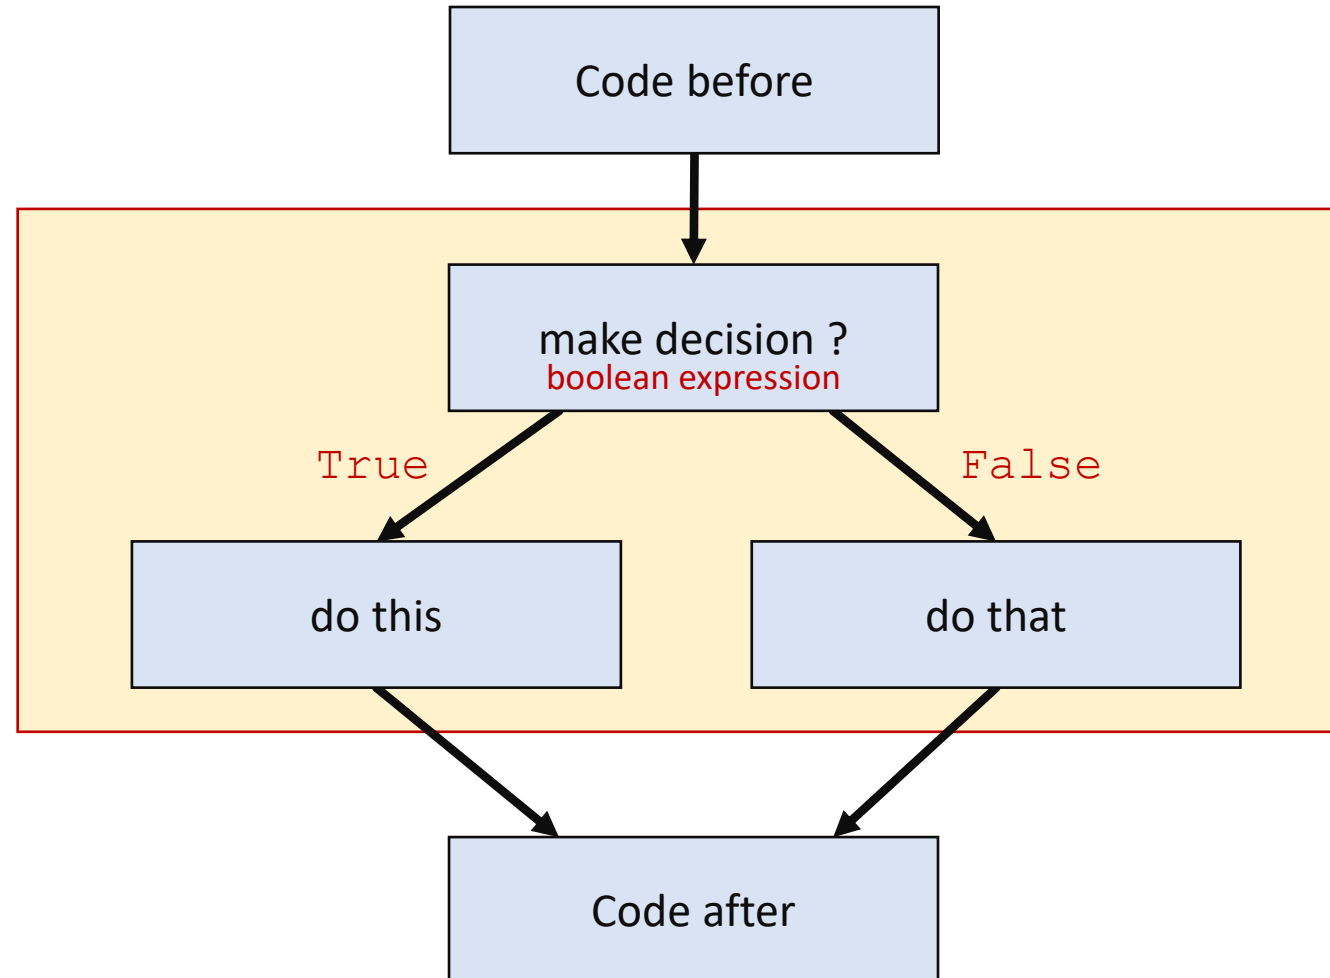 Code before
make decision ?
boolean expression
True
False
do this
do that
Code after